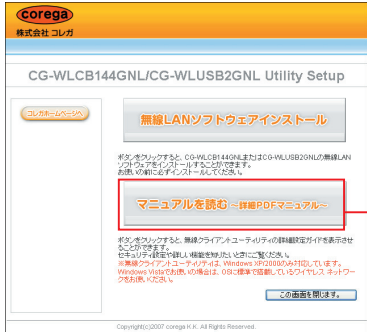 corega
株式会社 コレガ
CG-WLCB144GNL/CG-WLUSB2GNL Utility Setup
コレガホームページへ
無線LANソフトウェアインストール
ボタンをクリックすると、CG-WLCB144GNLまたはCG-WLUSB2GNLの無線LAN
ソフトウェアをインストールすることができます。
お使いの前に必ずインストールしてください。
マニュアルを読む ~詳細PDFマニュアル~
ボタンをクリックすると、無線クライアントユーティリティの詳細設定ガイドを表示させ
ることができます。
セキュリティ設定や詳しい機能を知りたいときにご覧ください。
※無線クライアントユーティリティは、Windows XP/2000のみ対応しています。
Windows Vistaでお使いの場合は、OSに標準で搭載しているワイヤレス ネットワー
クをお使いください。
この画面を閉じます。
Copyright(c)2007 corega K.K. All Rights Reserved.